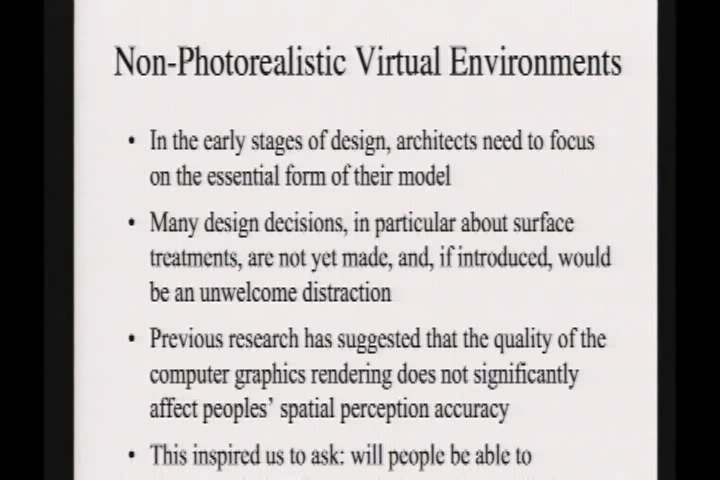 Non-Photorealistic Virtual Environments
• In the early stages of design, architects need to focus
on the essential form of their model
• Many design decisions, in particular about surface
treatments, are not yet made, and, if introduced, would
be an unwelcome distraction
• Previous research has suggested that the quality of the
computer graphics rendering does not significantly
affect peoples’ spatial perception accuracy
• This inspired us to ask: will people be able to